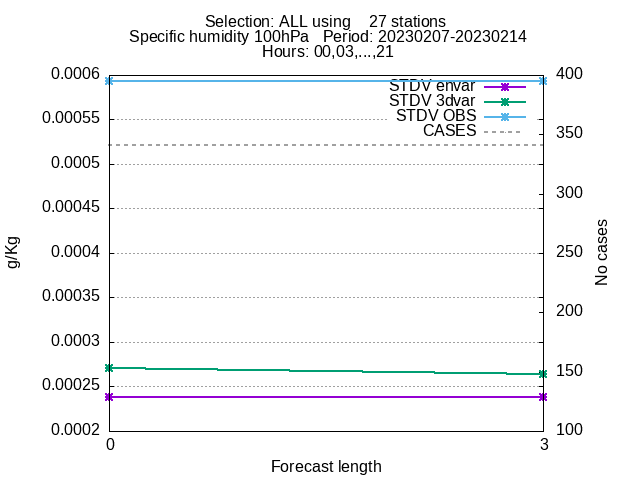 Selection: ALL using    27 stations
Specific humidity 100hPa   Period: 20230207-20230214
Hours: 00,03,...,21
0.0006
0.00055
0.0005
0.00045
0.0004
0.00035
0.0003
0.00025
0.0002
g/Kg
STDV envar
STDV 3dvar
STDV OBS
CASES
400
350
300
250
200
150
100
No cases
0
3
Forecast length